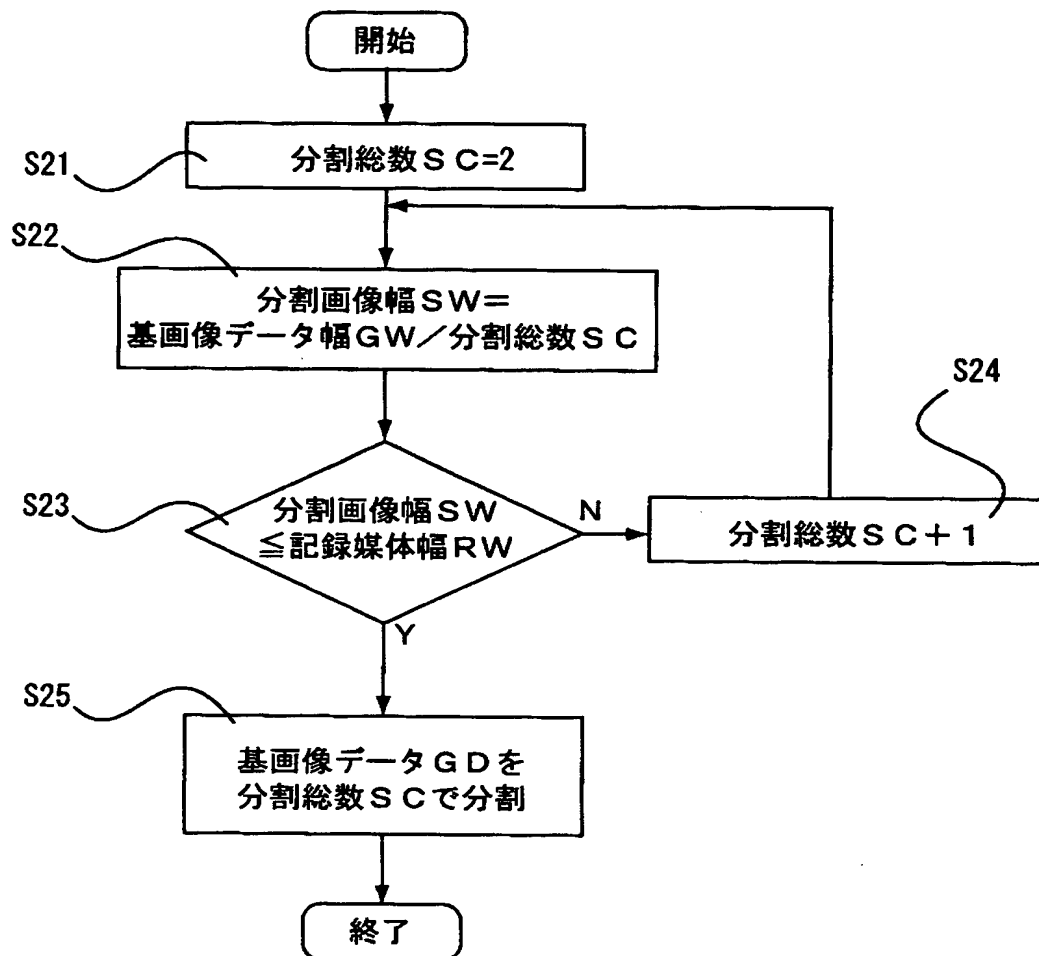 開始
S21
分割総数SC=2
S22
分割画像幅SW=
基画像データ幅GW/分割総数SC
S23
分割画像幅SW
≦記録媒体幅RW
N
S24
分割総数SC+1
Y
S25
基画像データGDを
分割総数SCで分割
終了